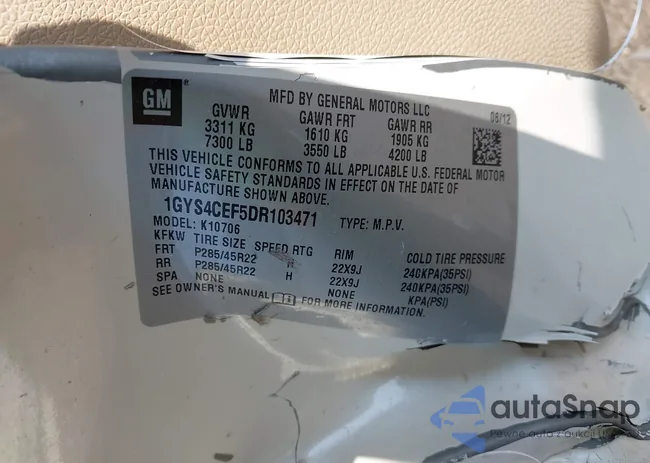 GM ®
MFD BY GENERAL MOTORS LLC
GVWR GAWR FRT GAWR RR 06/12
3311 KG 1610 KG 1905 KG
7300 LB 3550 LB 4200 LB
THIS VEHICLE CONFORMS TO ALL APPLICABLE U.S. FEDERAL MOTOR
VEHICLE SAFETY STANDARDS IN EFFECT ON THE DATE OF
MANUFACTURE SHOWN ABOVE.
1GYS4CEF5DR103471 TYPE: M.P.V.
MODEL: K10706
KFKW TIRE SIZE SPEED RTG RIM COLD TIRE PRESSURE
FRT P285/45R22 H 22X9J 240KPA(35PSI)
RR P285/45R22 H 22X9J 240KPA(35PSI)
SPA NONE NONE KPA(PSI)
SEE OWNER'S MANUAL FOR MORE INFORMATION.
autoSnap
Pewne auta z aukcji U